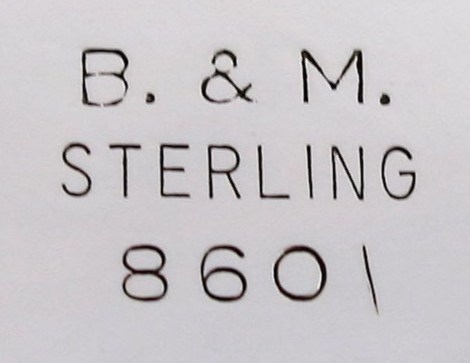 B. & M.
STERLING
8601